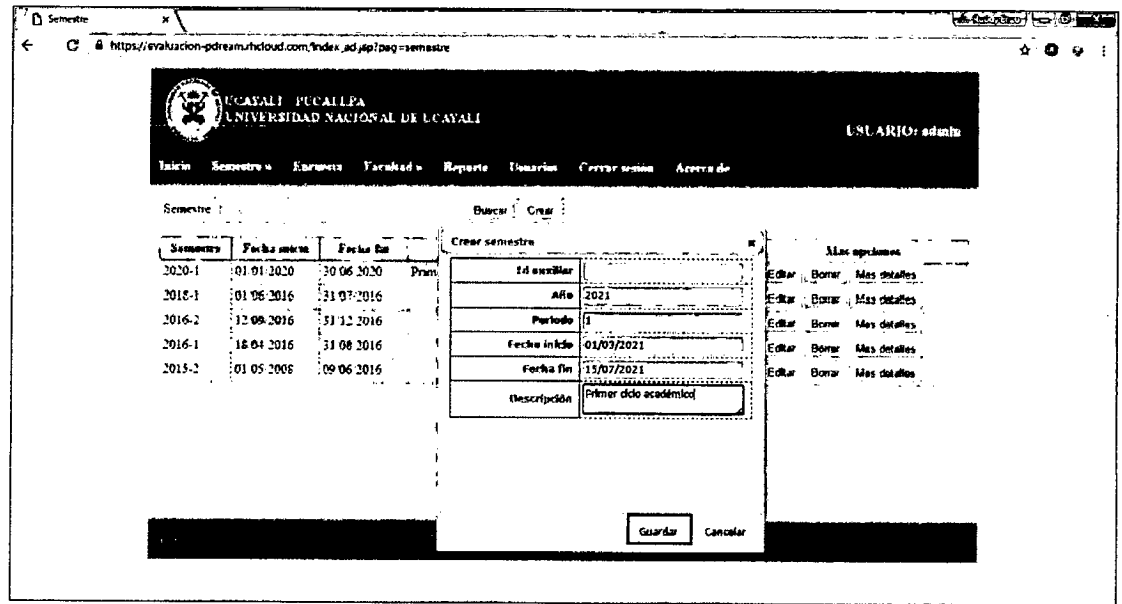 Semestre
https://evaluacion-pdream.rhcloud.com/index_ad.jsp?pag=semestre
UCAYALI PUCALLPA
UNIVERSIDAD NACIONAL DE UCAYALI
USUARIO: admin
Inicio Semestre » Encuesta Facultad » Reporte Usuarios Cerrar sesión Acerca de
Semestre Buscar Crear
Semestre Fecha inicio Fecha fin Mas opciones
2020-1 01/01/2020 30/06/2020 Prim Editar Borrar Mas detalles
2018-1 01/06/2016 31/07/2016 Editar Borrar Mas detalles
2016-2 12/09/2016 31/12/2016 Editar Borrar Mas detalles
2016-1 18/04/2016 31/08/2016 Editar Borrar Mas detalles
2015-2 01/05/2008 09/06/2016 Editar Borrar Mas detalles
Crear semestre
Id auxiliar
Año 2021
Periodo 1
Fecha inicio 01/03/2021
Fecha fin 15/07/2021
Descripción Primer ciclo académico
Guardar Cancelar